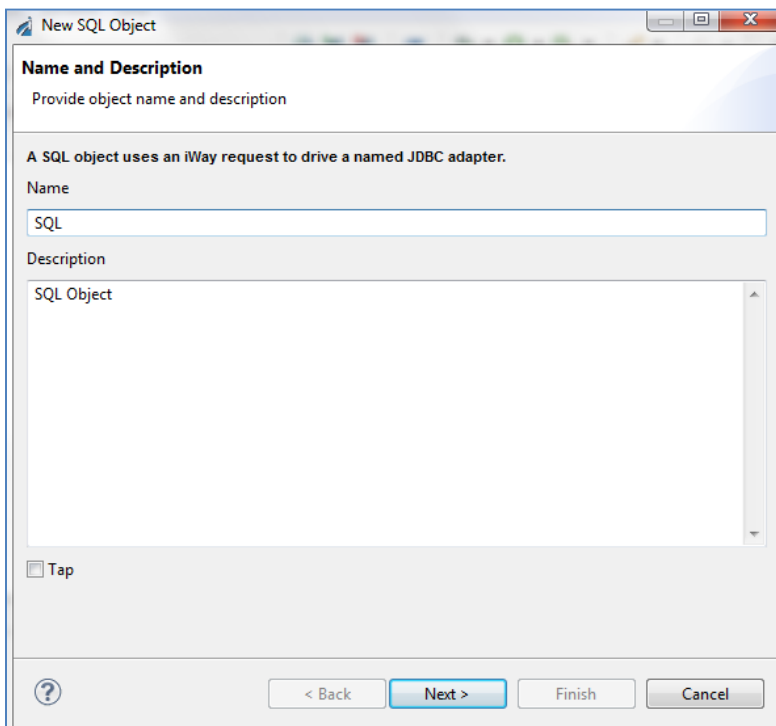 New SQL Object
Name and Description
Provide object name and description
A SQL object uses an iWay request to drive a named JDBC adapter.
Name
SQL
Description
SQL Object
Tap
?
< Back Next > Finish Cancel